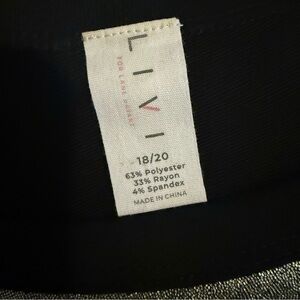 LIVI
FOR LANE BRYANT
18/20
63% Polyester
33% Rayon
4% Spandex
MADE IN CHINA